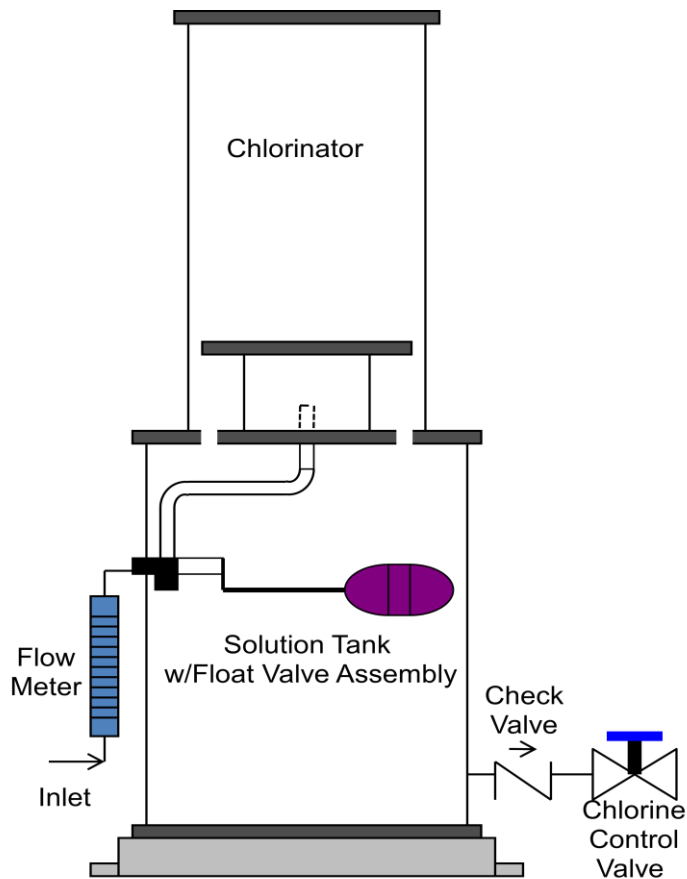 Chlorinator
Solution Tank
w/Float Valve Assembly
Flow
Meter
Inlet
Check
Valve
Chlorine
Control
Valve